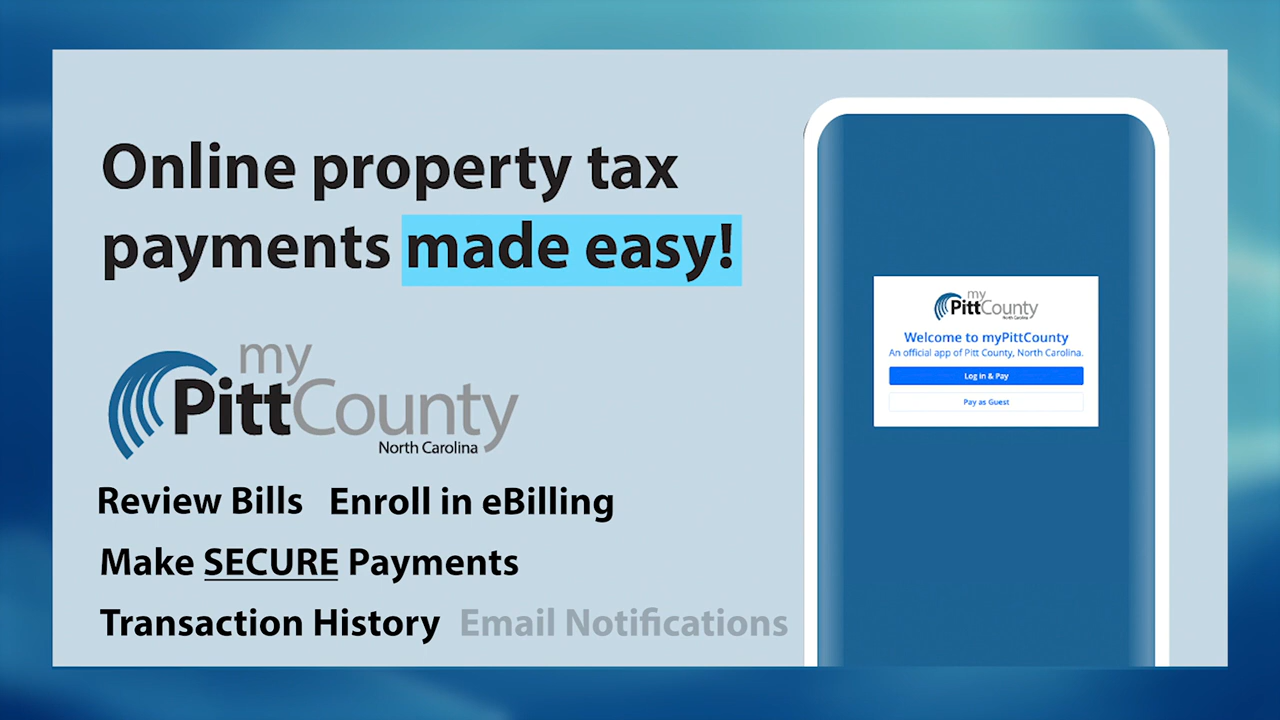 Online property tax
payments made easy!
my
PittCounty
North Carolina
Review Bills Enroll in eBilling
Make SECURE Payments
Transaction History Email Notifications
my
PittCounty
North Carolina
Welcome to myPittCounty
An official app of Pitt County, North Carolina.
Log in & Pay
Pay as Guest